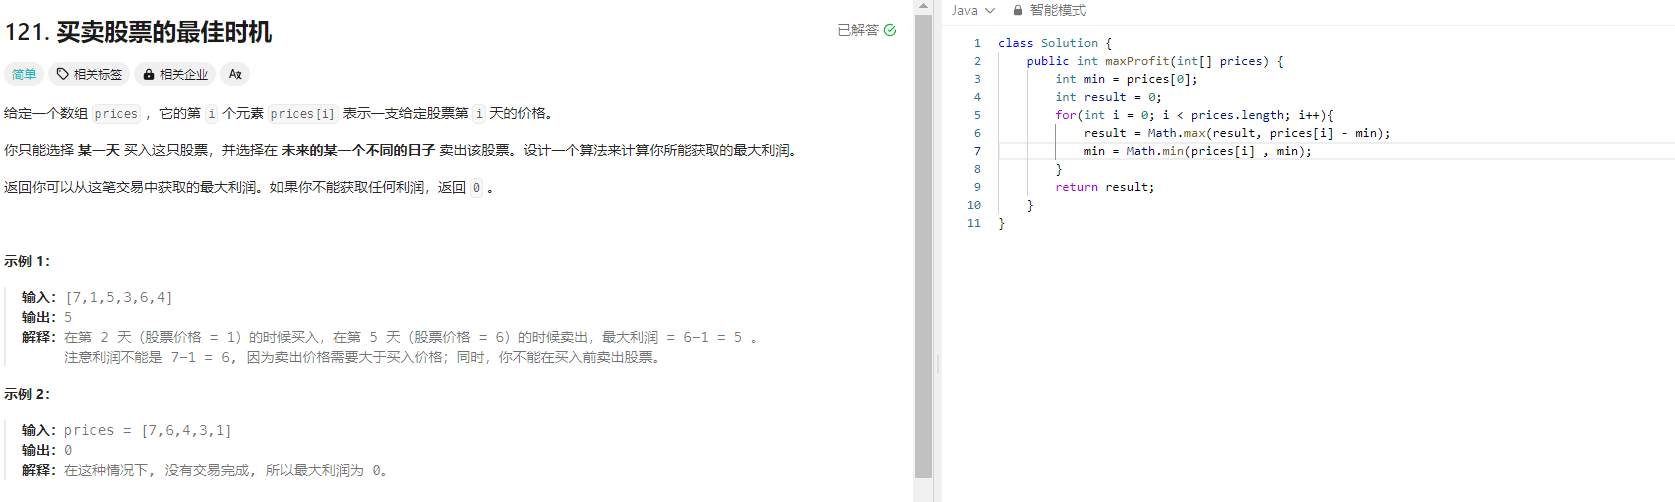 121. 买卖股票的最佳时机
已解答
简单 相关标签 相关企业 Az
给定一个数组 prices ，它的第 i 个元素 prices[i] 表示一支给定股票第 i 天的价格。
你只能选择 某一天 买入这只股票，并选择在 未来的某一个不同的日子 卖出该股票。设计一个算法来计算你所能获取的最大利润。
返回你可以从这笔交易中获取的最大利润。如果你不能获取任何利润，返回 0 。
示例 1：
输入：[7,1,5,3,6,4]
输出：5
解释：在第 2 天（股票价格 = 1）的时候买入，在第 5 天（股票价格 = 6）的时候卖出，最大利润 = 6-1 = 5 。
注意利润不能是 7-1 = 6, 因为卖出价格需要大于买入价格；同时，你不能在买入前卖出股票。
示例 2：
输入：prices = [7,6,4,3,1]
输出：0
解释：在这种情况下, 没有交易完成, 所以最大利润为 0。
Java 智能模式
1 class Solution {
2 public int maxProfit(int[] prices) {
3 int min = prices[0];
4 int result = 0;
5 for(int i = 0; i < prices.length; i++){
6 result = Math.max(result, prices[i] - min);
7 min = Math.min(prices[i] , min);
8 }
9 return result;
10 }
11 }